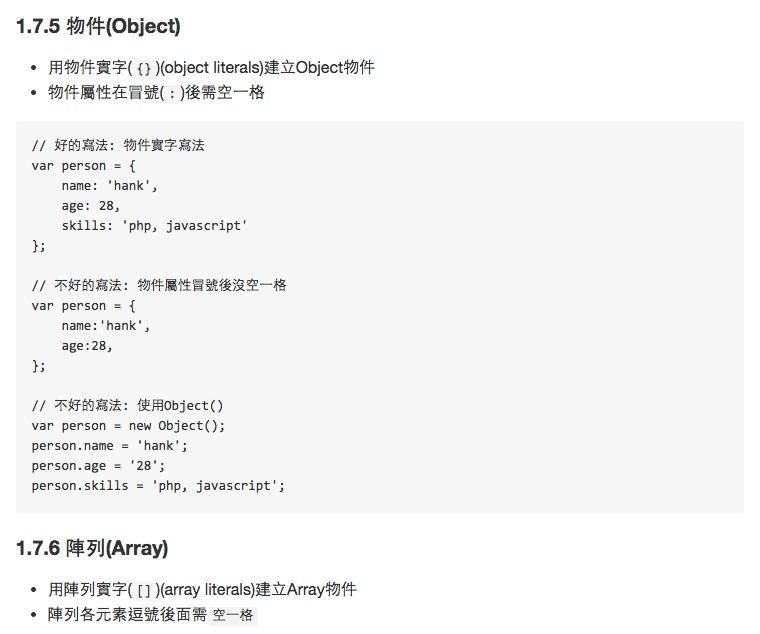 1.7.5 物件(Object)
用物件實字( {} )(object literals)建立Object物件
物件屬性在冒號( : )後需空一格
// 好的寫法: 物件實字寫法
var person = {
    name: 'hank',
    age: 28,
    skills: 'php, javascript'
};
// 不好的寫法: 物件屬性冒號後沒空一格
var person = {
    name:'hank',
    age:28,
};
// 不好的寫法: 使用Object()
var person = new Object();
person.name = 'hank';
person.age = '28';
person.skills = 'php, javascript';
1.7.6 陣列(Array)
用陣列實字( [] )(array literals)建立Array物件
陣列各元素逗號後面需 空一格